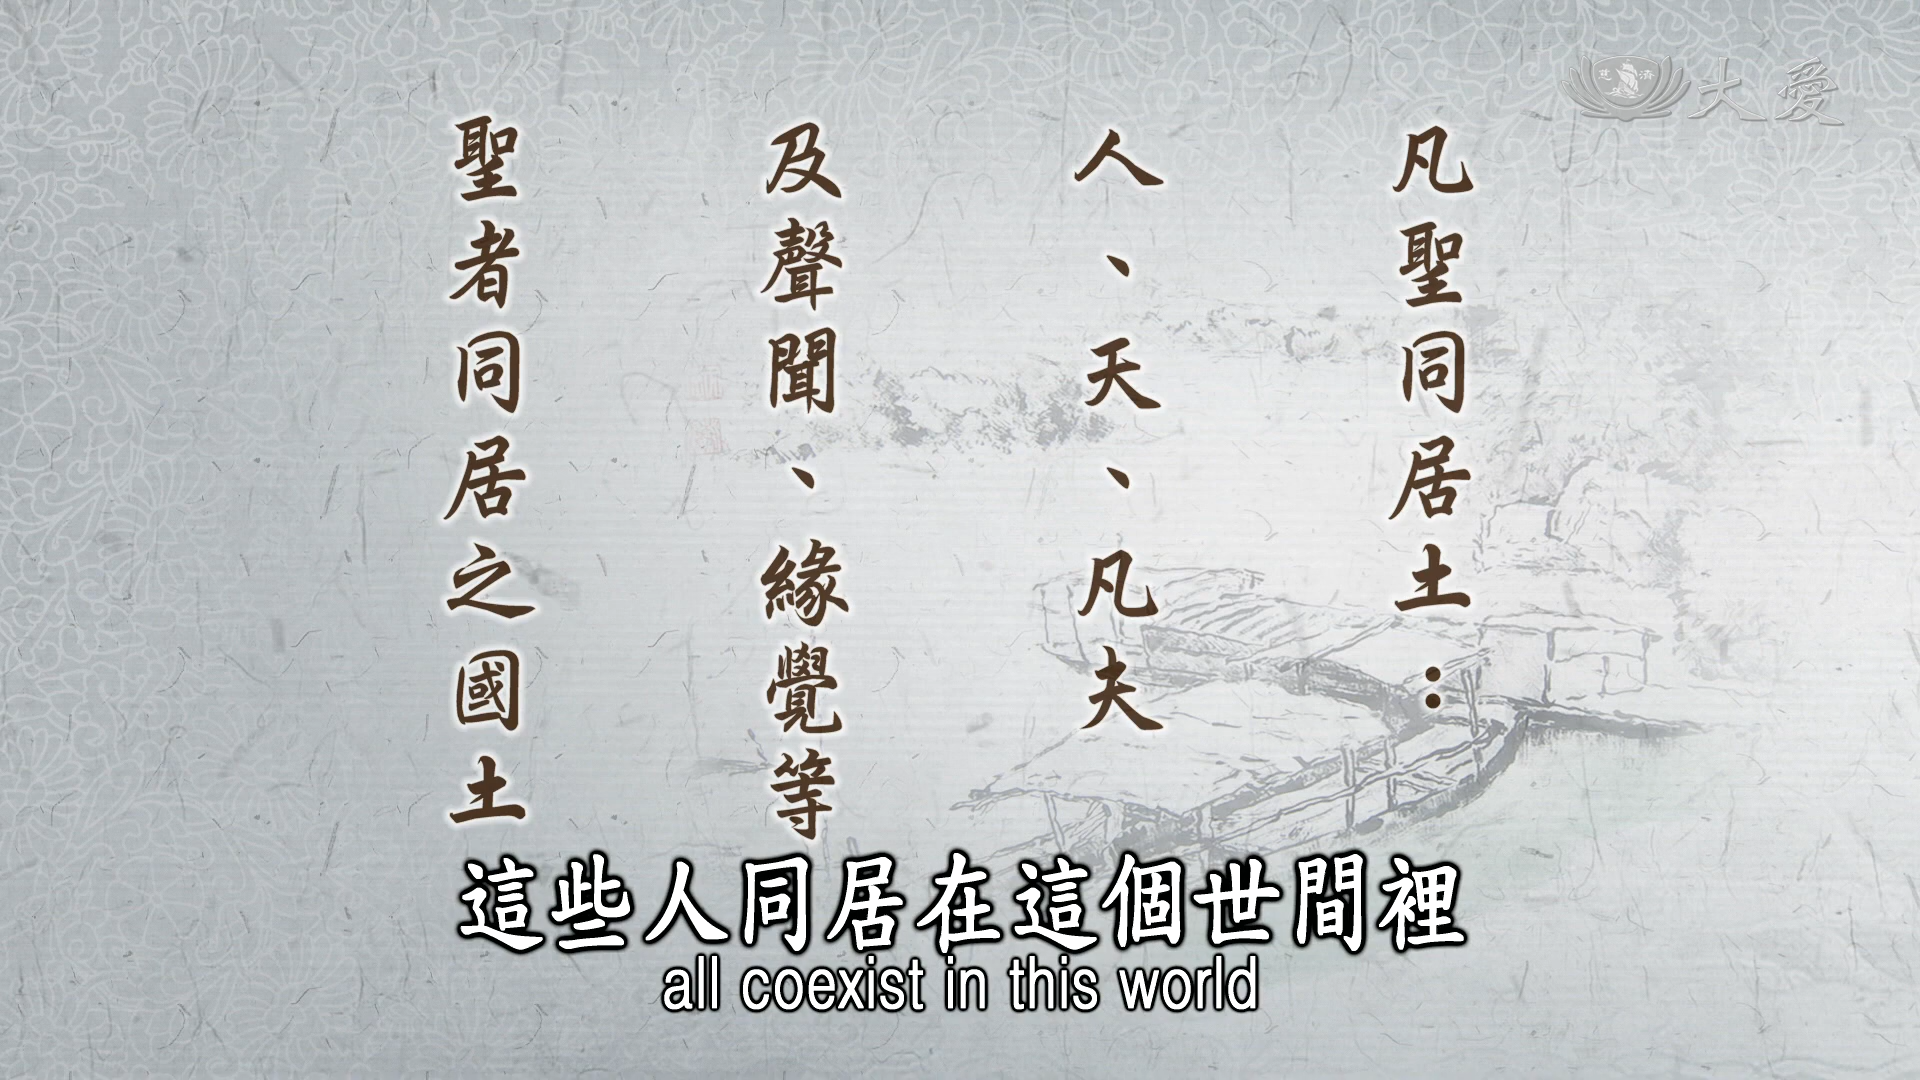 凡聖同居土：
人、天、凡夫
及聲聞、緣覺等
聖者同居之國土
慈濟
大愛
這些人同居在這個世間裡
all coexist in this world